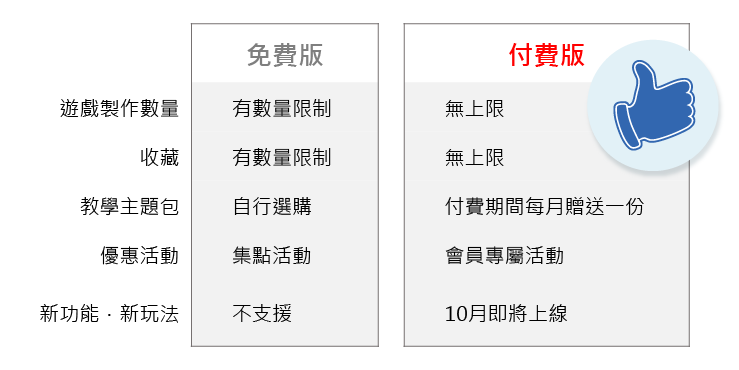 免費版 付費版
遊戲製作數量 有數量限制 無上限
收藏 有數量限制 無上限
教學主題包 自行選購 付費期間每月贈送一份
優惠活動 集點活動 會員專屬活動
新功能．新玩法 不支援 10月即將上線